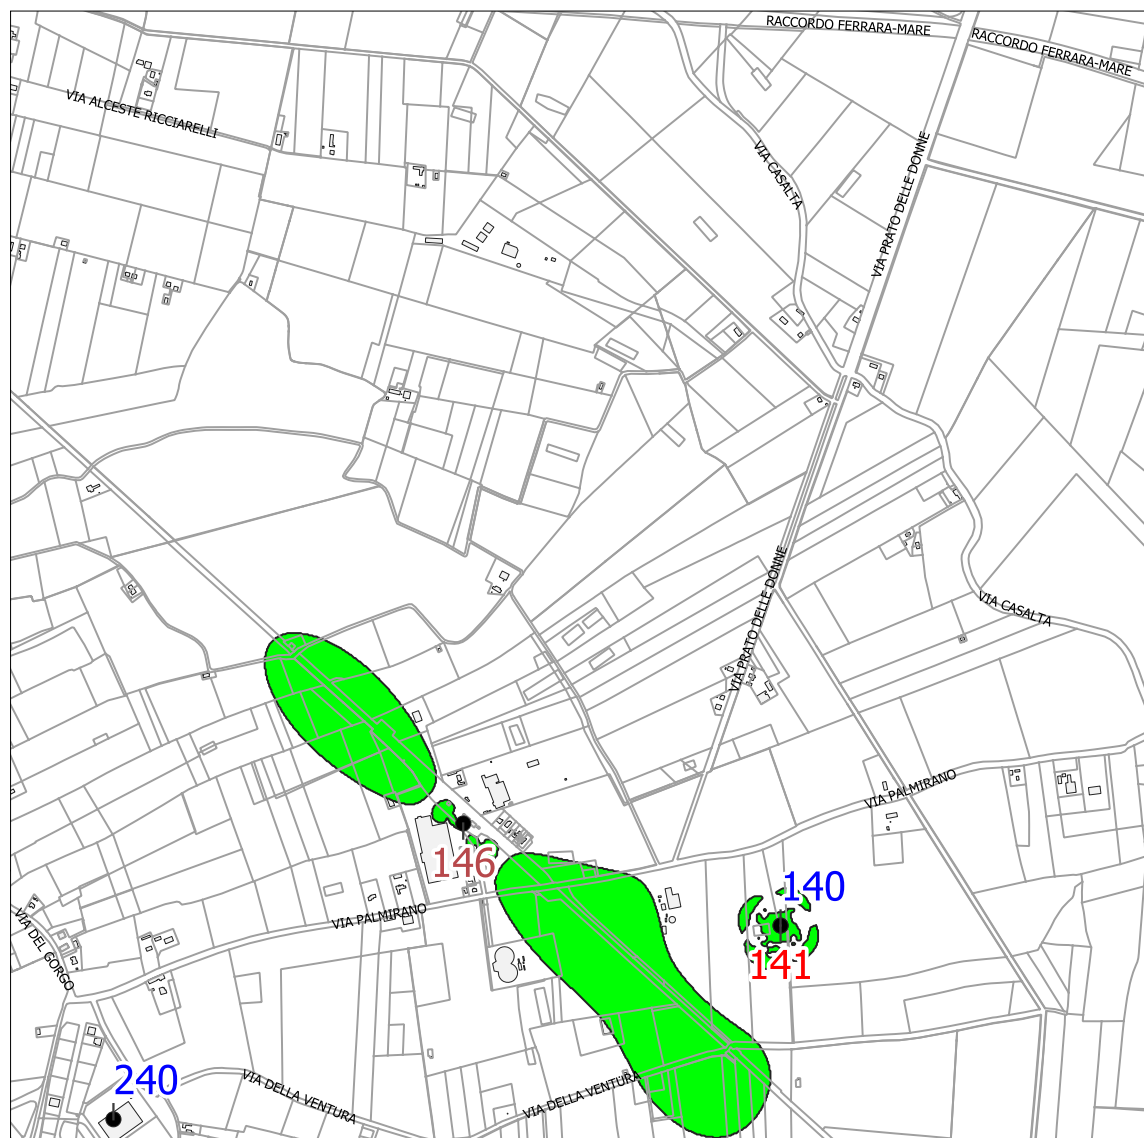 RACCORDO FERRARA-MARE
RACCORDO FERRARA-MARE
VIA ALCESTE RICCIARELLI
VIA CASALTA
VIA PRATO DELLE DONNE
VIA PRATO DELLE DONNE
VIA CASALTA
VIA PALMIRANO
146
140
VIA PALMIRANO
VIA DEL GORGO
141
240
VIA DELLA VENTURA
VIA DELLA VENTURA